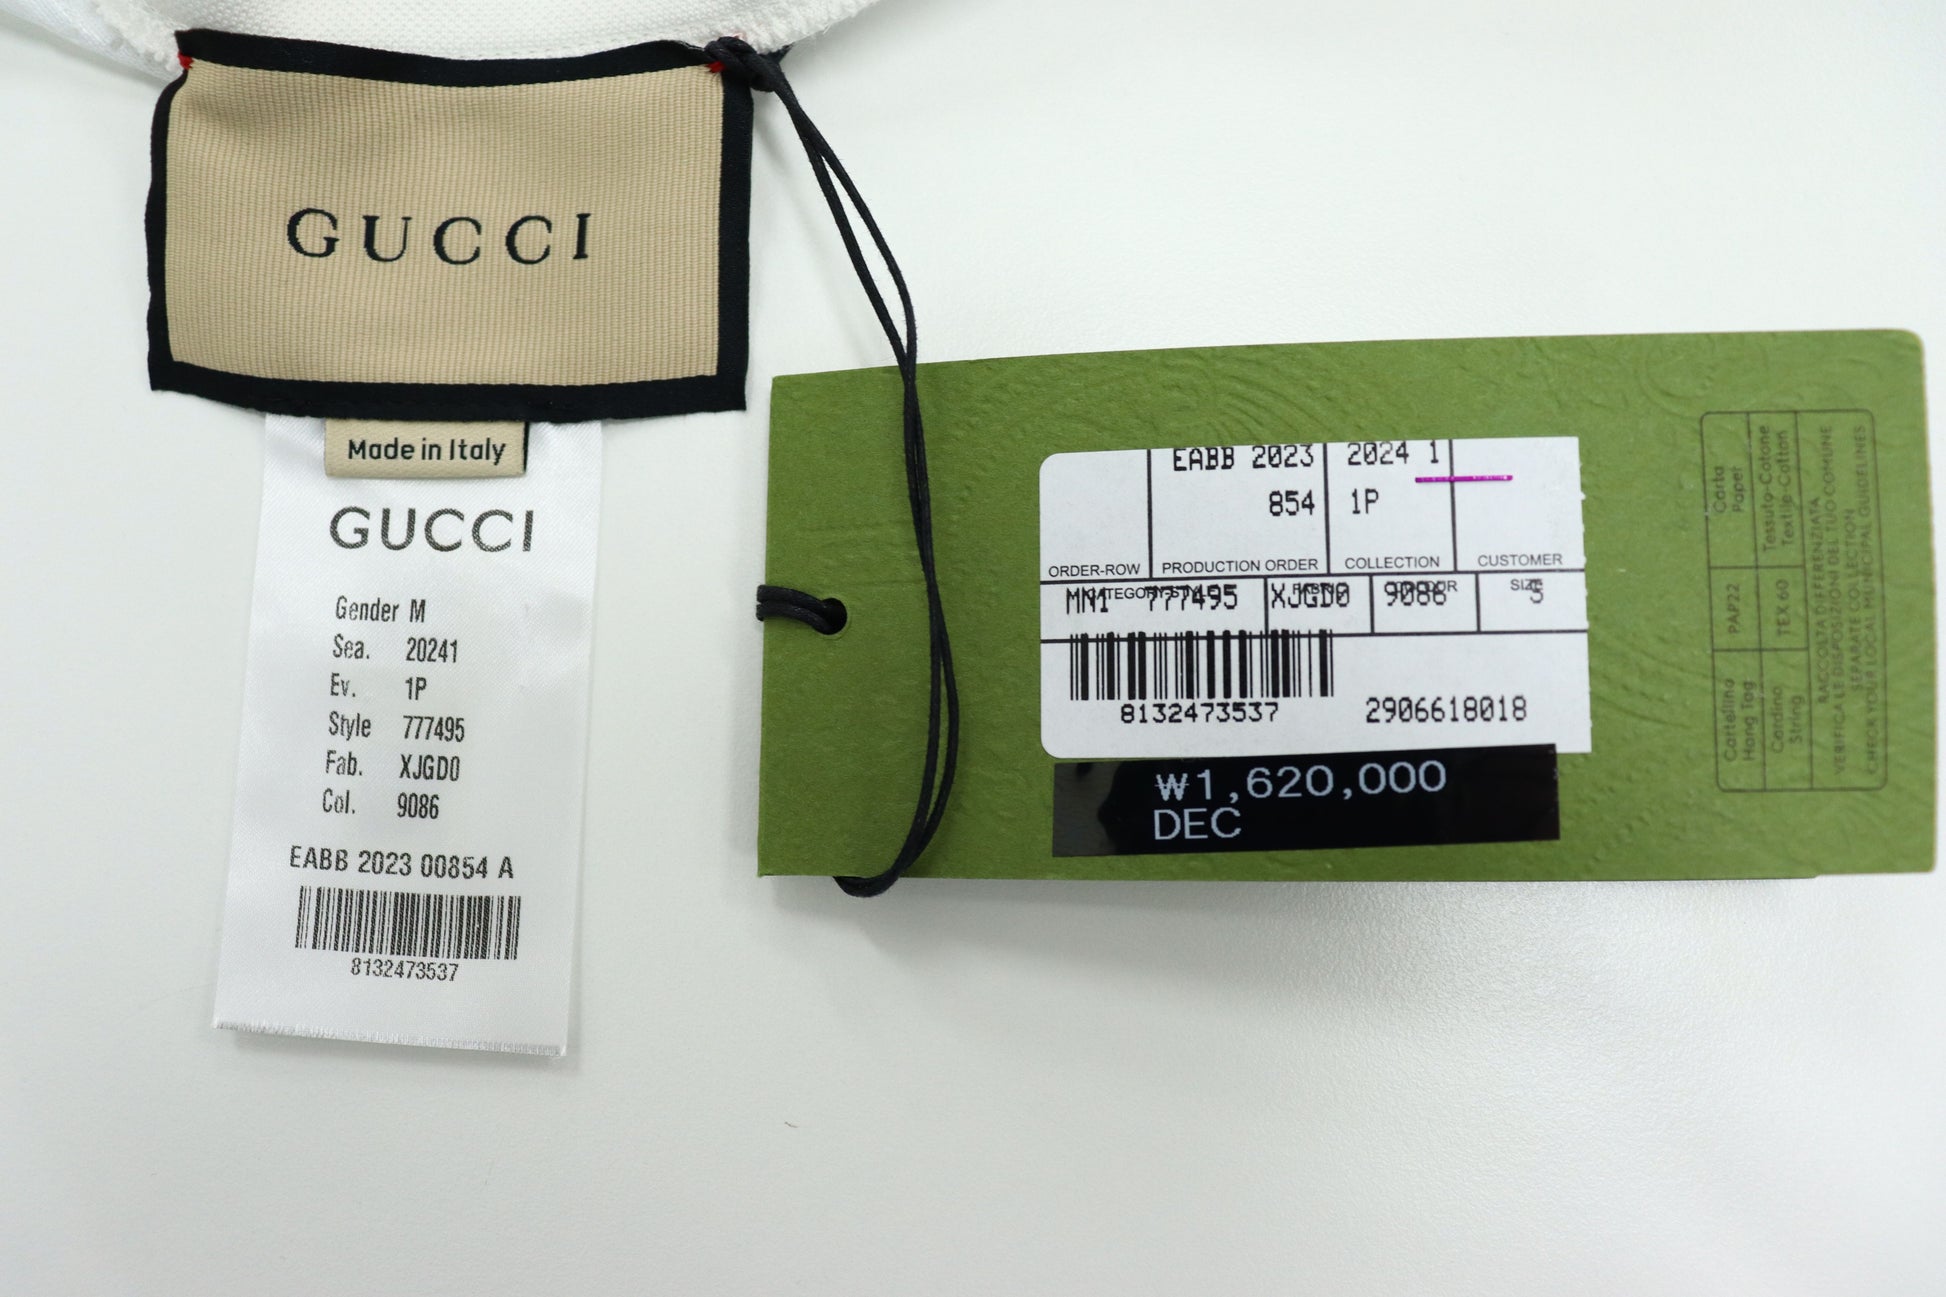 GUCCI
Made in Italy
GUCCI
Gender M
Sea. 20241
Ev. 1P
Style 777495
Fab. XJGD0
Col. 9086
EABB 2023 00854 A
8132473537
EABB 2023 2024 1
854 1P
ORDER-ROW PRODUCTION ORDER COLLECTION CUSTOMER
SIZE
MN1 777495 XJGD0 9086 S
8132473537 2906618018
₩1,620,000
DEC
Carta
Paper
PAP22
Cartellino
Hang Tag
Tessuto-Cotone
Textile-Cotton
TEX 60
Cordino
String
RACCOLTA DIFFERENZIATA
VERIFICA LE DISPOSIZIONI DEL TUO COMUNE
SEPARATE COLLECTION
CHECK YOUR LOCAL MUNICIPAL GUIDELINES